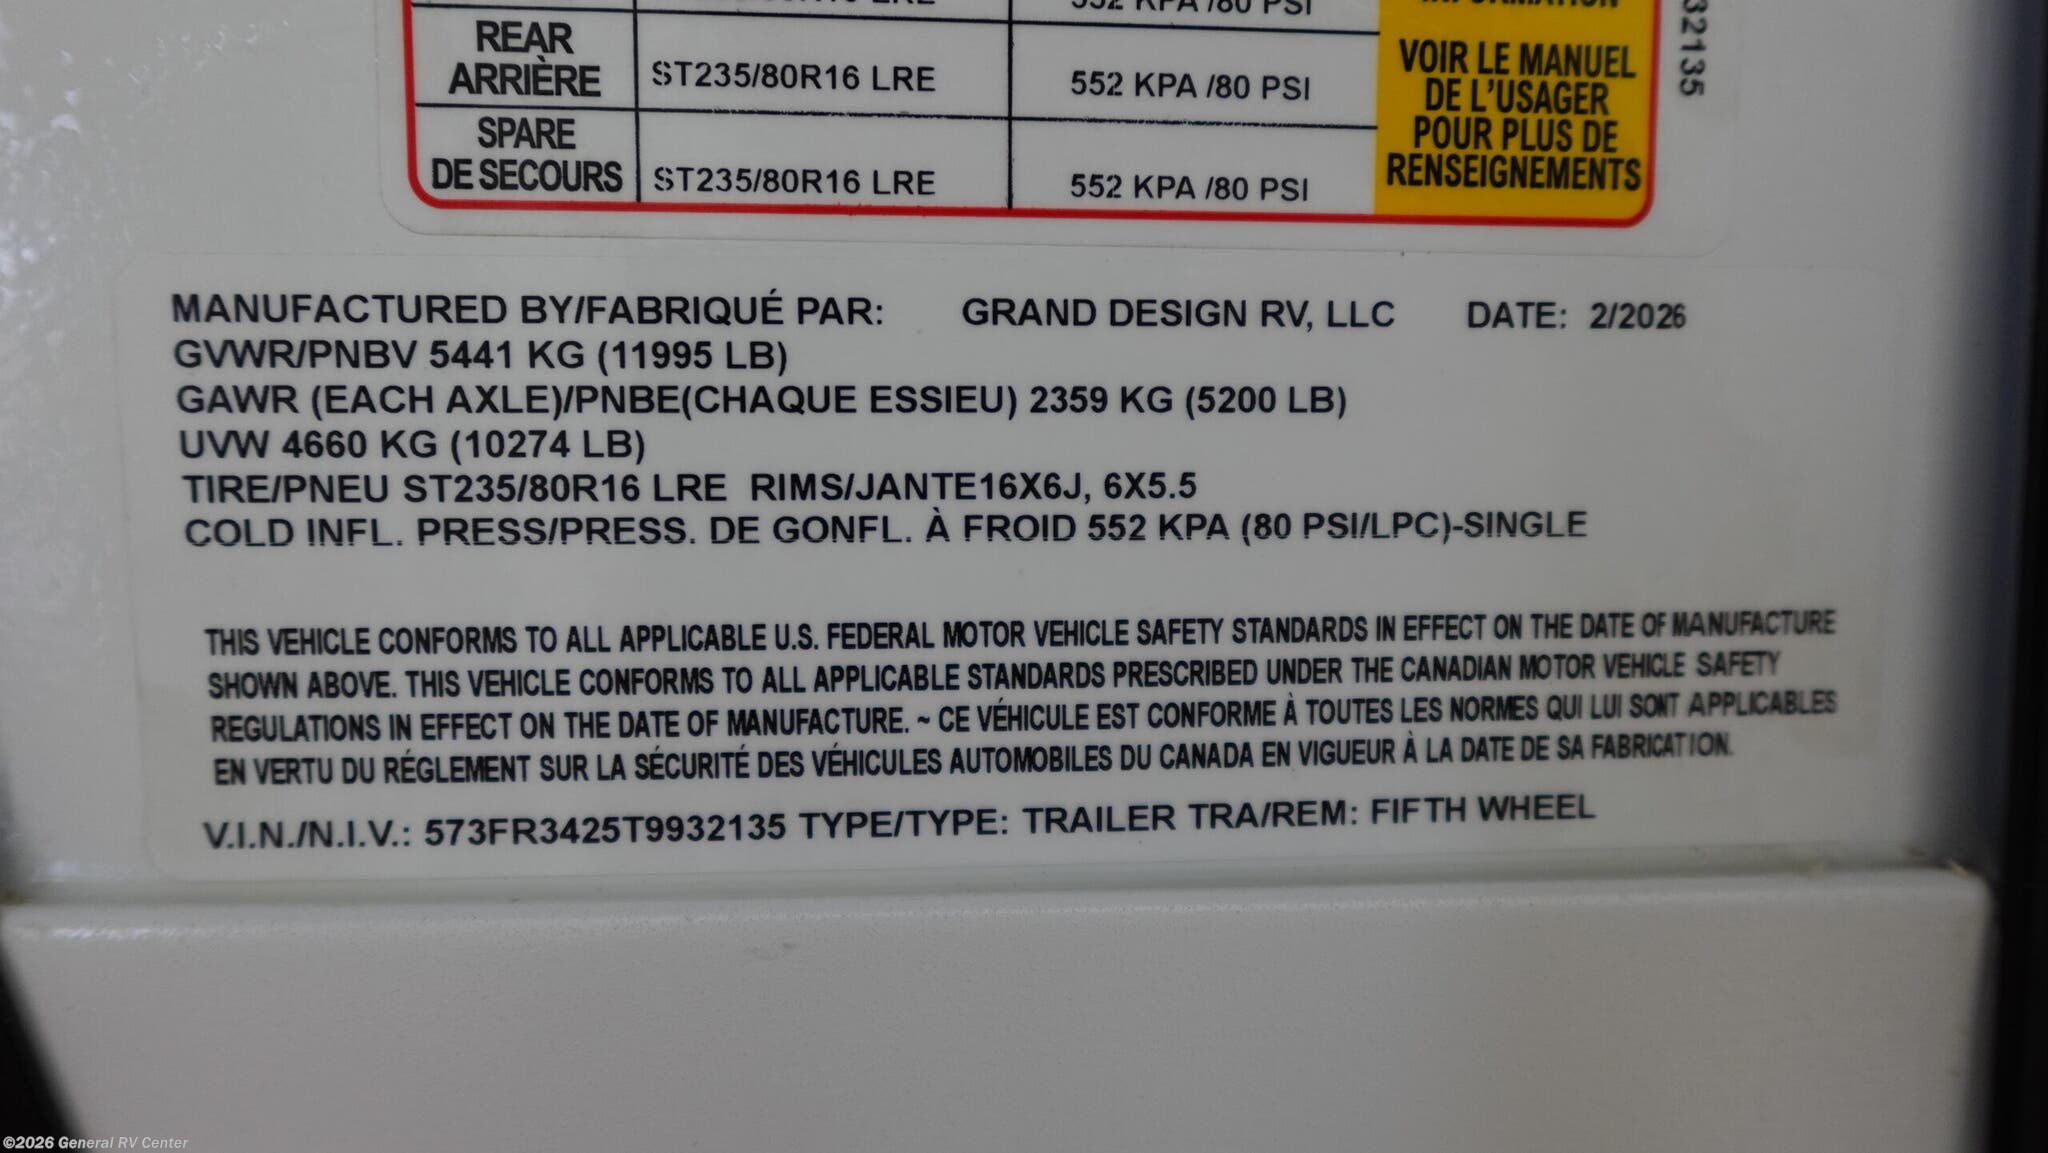 552 KPA /80 PSI
INFORMATION
REAR
ARRIÈRE
ST235/80R16 LRE
552 KPA /80 PSI
VOIR LE MANUEL
DE L'USAGER
POUR PLUS DE
RENSEIGNEMENTS
SPARE
DE SECOURS
ST235/80R16 LRE
552 KPA /80 PSI
32135
MANUFACTURED BY/FABRIQUÉ PAR: GRAND DESIGN RV, LLC DATE: 2/2026
GVWR/PNBV 5441 KG (11995 LB)
GAWR (EACH AXLE)/PNBE(CHAQUE ESSIEU) 2359 KG (5200 LB)
UVW 4660 KG (10274 LB)
TIRE/PNEU ST235/80R16 LRE RIMS/JANTE16X6J, 6X5.5
COLD INFL. PRESS/PRESS. DE GONFL. À FROID 552 KPA (80 PSI/LPC)-SINGLE
THIS VEHICLE CONFORMS TO ALL APPLICABLE U.S. FEDERAL MOTOR VEHICLE SAFETY STANDARDS IN EFFECT ON THE DATE OF MANUFACTURE
SHOWN ABOVE. THIS VEHICLE CONFORMS TO ALL APPLICABLE STANDARDS PRESCRIBED UNDER THE CANADIAN MOTOR VEHICLE SAFETY
REGULATIONS IN EFFECT ON THE DATE OF MANUFACTURE. ~ CE VÉHICULE EST CONFORME À TOUTES LES NORMES QUI LUI SONT APPLICABLES
EN VERTU DU RÉGLEMENT SUR LA SÉCURITÉ DES VÉHICULES AUTOMOBILES DU CANADA EN VIGUEUR À LA DATE DE SA FABRICATION.
V.I.N./N.I.V.: 573FR3425T9932135 TYPE/TYPE: TRAILER TRA/REM: FIFTH WHEEL
©2026 General RV Center